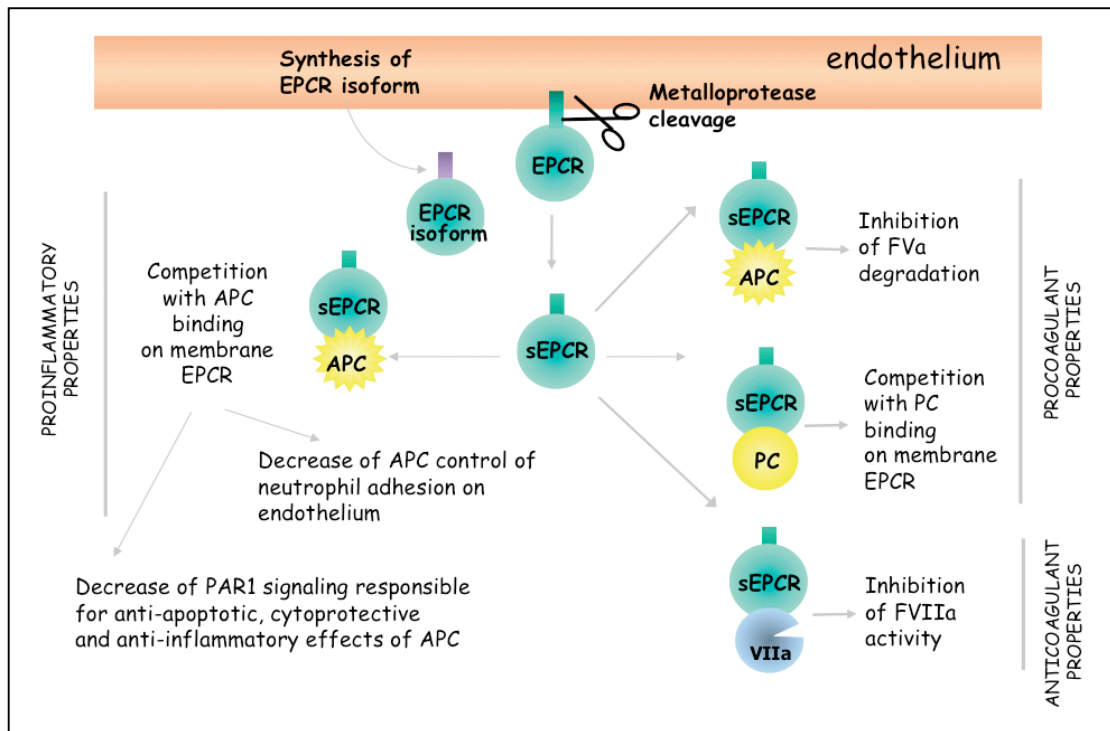 endothelium
Synthesis of
EPCR isoform
Metalloprotease
cleavage
EPCR
EPCR
isoform
sEPCR
APC
Inhibition
of FVa
degradation
PROINFLAMMATORY
PROPERTIES
Competition
with APC
binding
on membrane
EPCR
sEPCR
APC
sEPCR
sEPCR
PC
Competition
with PC
binding
on membrane
EPCR
PROCOAGULANT
PROPERTIES
Decrease of APC control of
neutrophil adhesion on
endothelium
Decrease of PAR1 signaling responsible
for anti-apoptotic, cytoprotective
and anti-inflammatory effects of APC
sEPCR
VIIa
Inhibition
of FVIIa
activity
ANTICOAGULANT
PROPERTIES